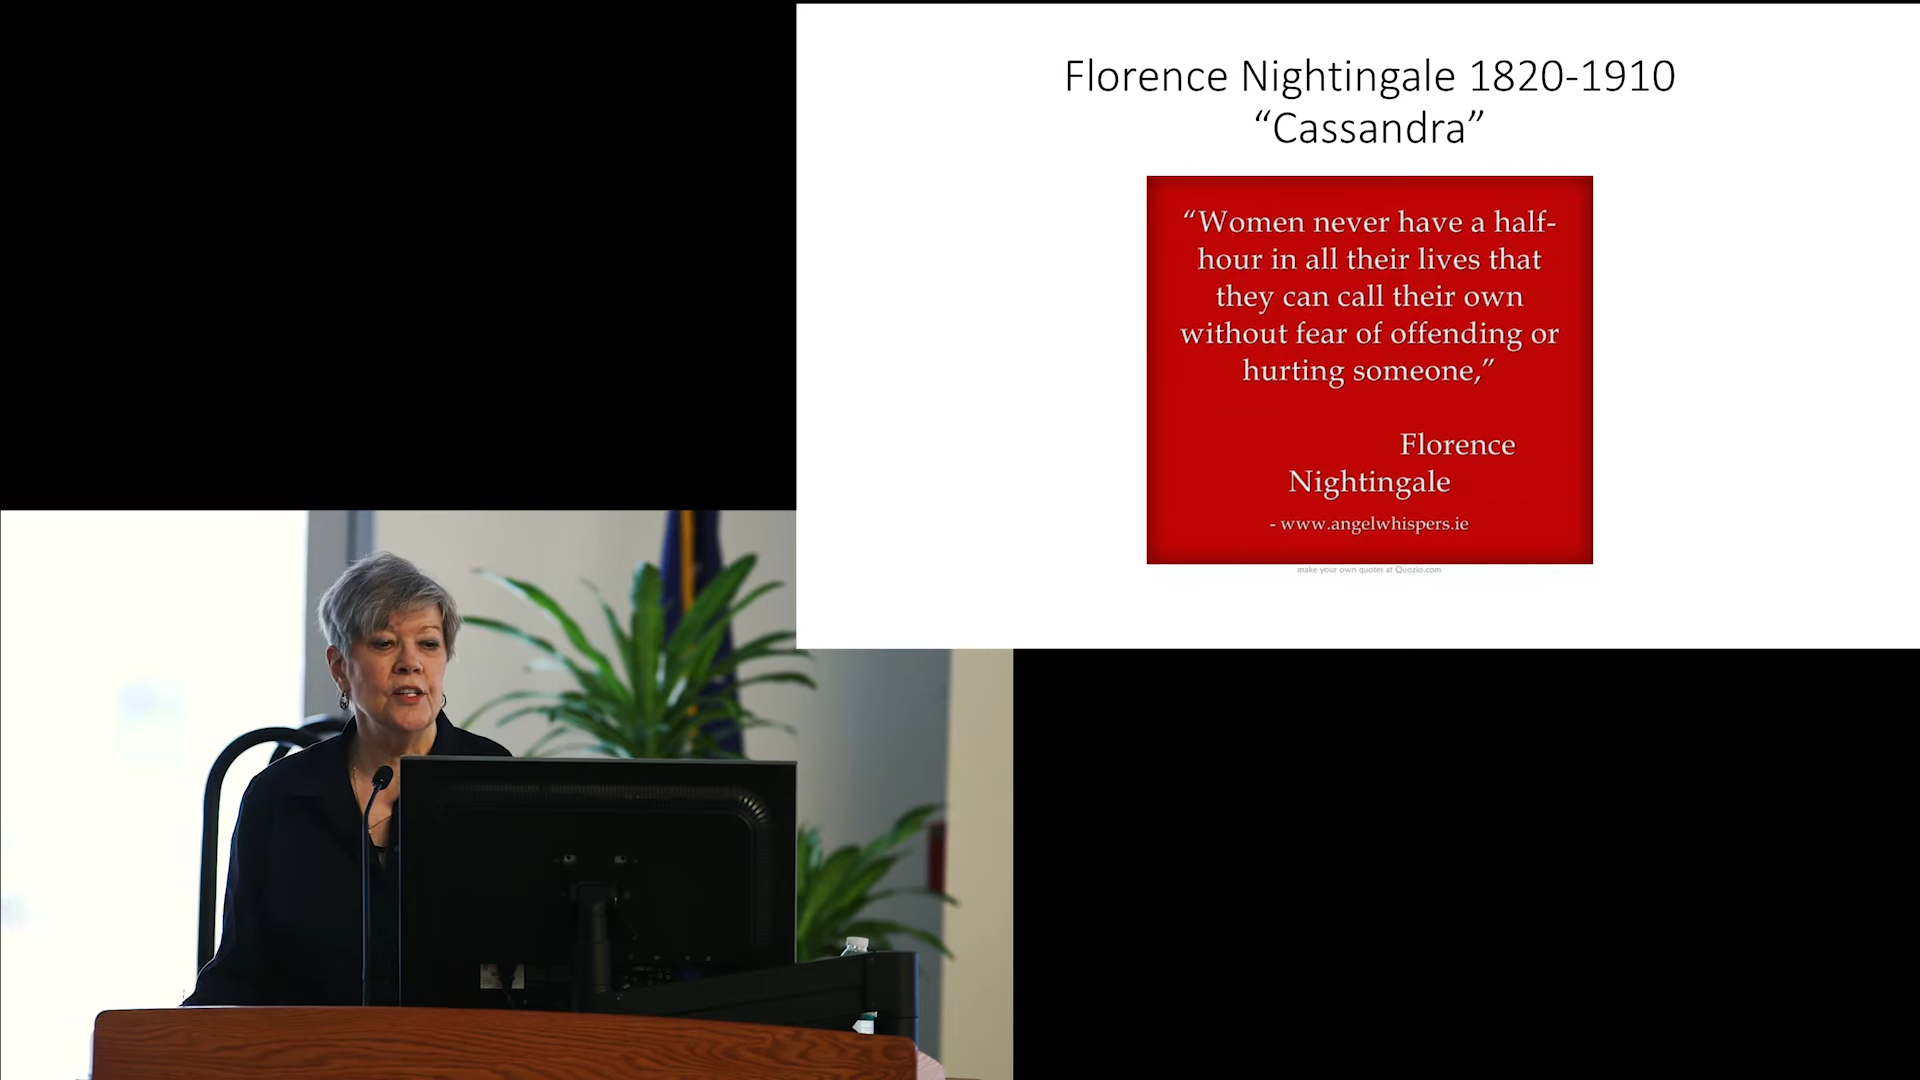 Florence Nightingale 1820-1910
“Cassandra”
“Women never have a half-
hour in all their lives that
they can call their own
without fear of offending or
hurting someone,”
Florence
Nightingale
- www.angelwhispers.ie
make your own quotes at Quozio.com